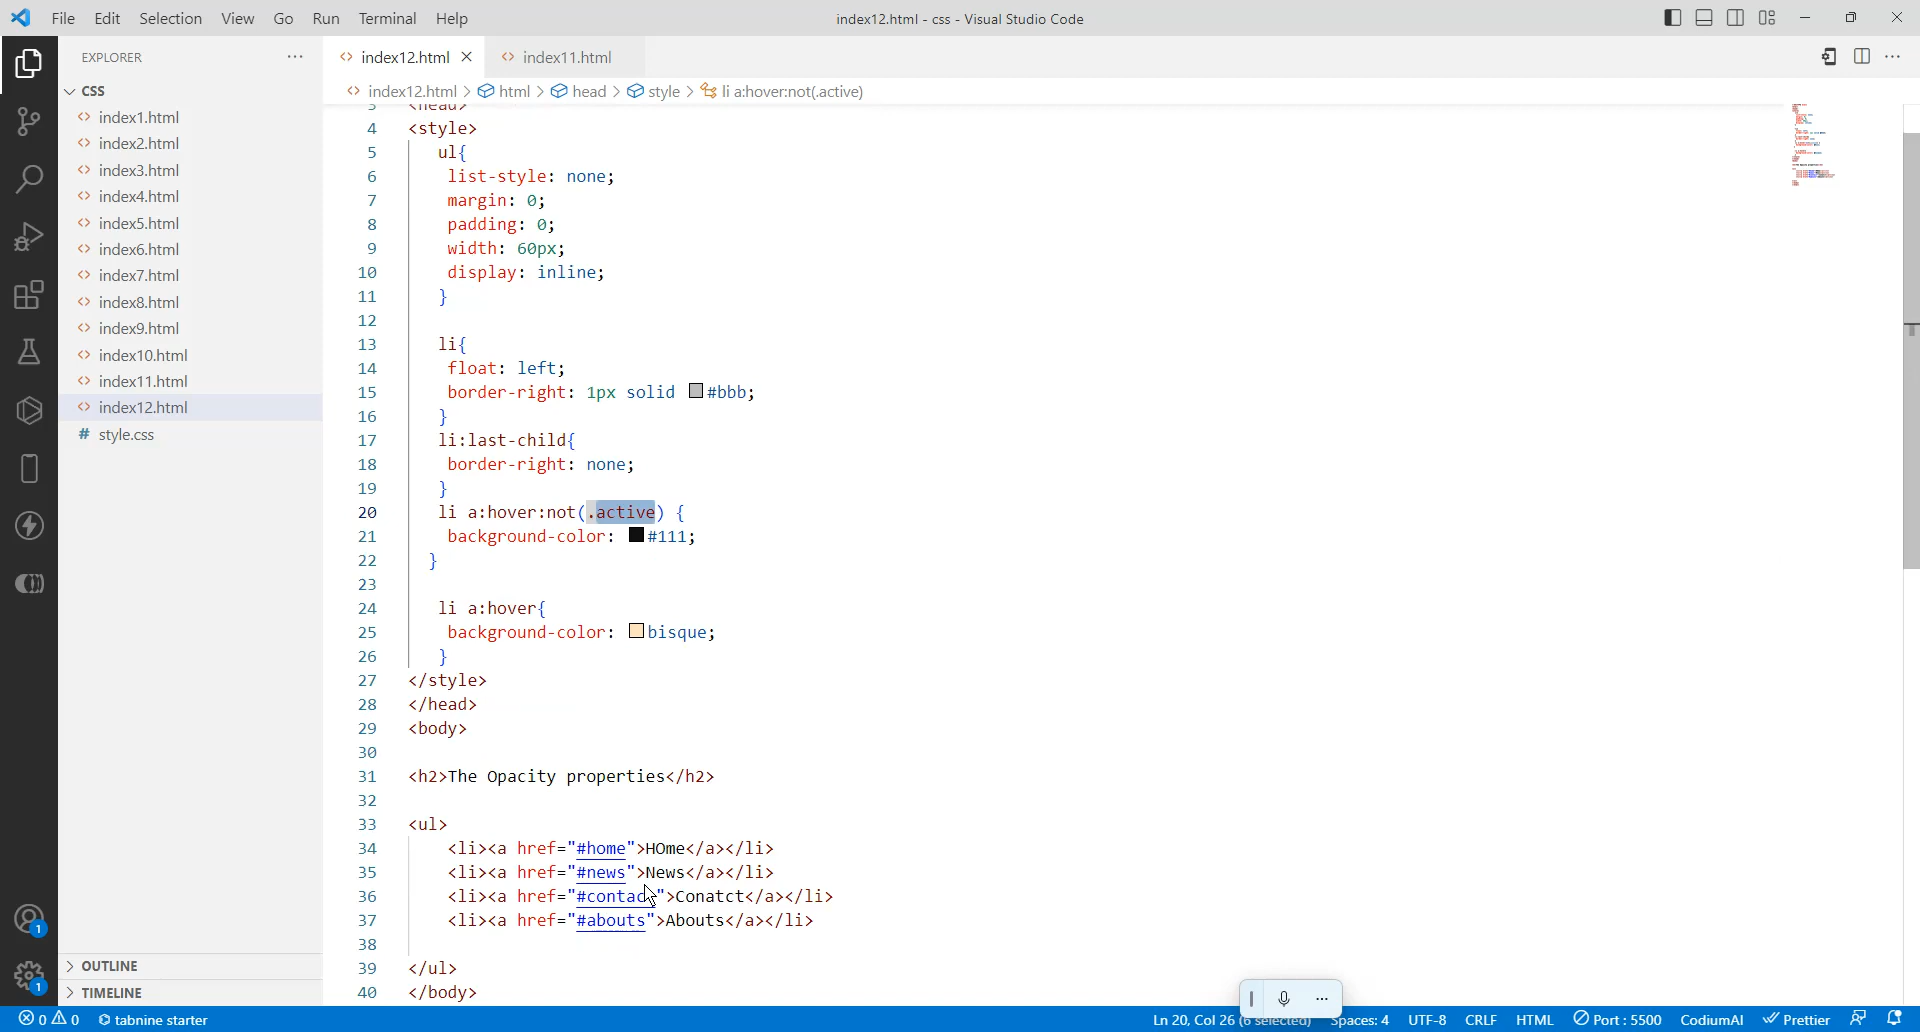 File Edit Selection View Go Run Terminal Help
index12.html - css - Visual Studio Code
EXPLORER
index12.html
index11.html
index12.html > html > head > style > li a:hover:not(.active)
CSS
index1.html
index2.html
index3.html
index4.html
index5.html
index6.html
index7.html
index8.html
index9.html
index10.html
index11.html
index12.html
# style.css
OUTLINE
TIMELINE
3 <head>
4 <style>
5 ul{
6 list-style: none;
7 margin: 0;
8 padding: 0;
9 width: 60px;
10 display: inline;
11 }
12
13 li{
14 float: left;
15 border-right: 1px solid #bbb;
16 }
17 li:last-child{
18 border-right: none;
19 }
20 li a:hover:not(.active) {
21 background-color: #111;
22 }
23
24 li a:hover{
25 background-color: bisque;
26 }
27 </style>
28 </head>
29 <body>
30
31 <h2>The Opacity properties</h2>
32
33 <ul>
34 <li><a href="#home">HOme</a></li>
35 <li><a href="#news">News</a></li>
36 <li><a href="#contact">Conatct</a></li>
37 <li><a href="#abouts">Abouts</a></li>
38
39 </ul>
40 </body>
1
1
0 0 tabnine starter
Ln 20, Col 26 (6 selected) Spaces: 4 UTF-8 CRLF HTML Port : 5500 CodiumAI Prettier